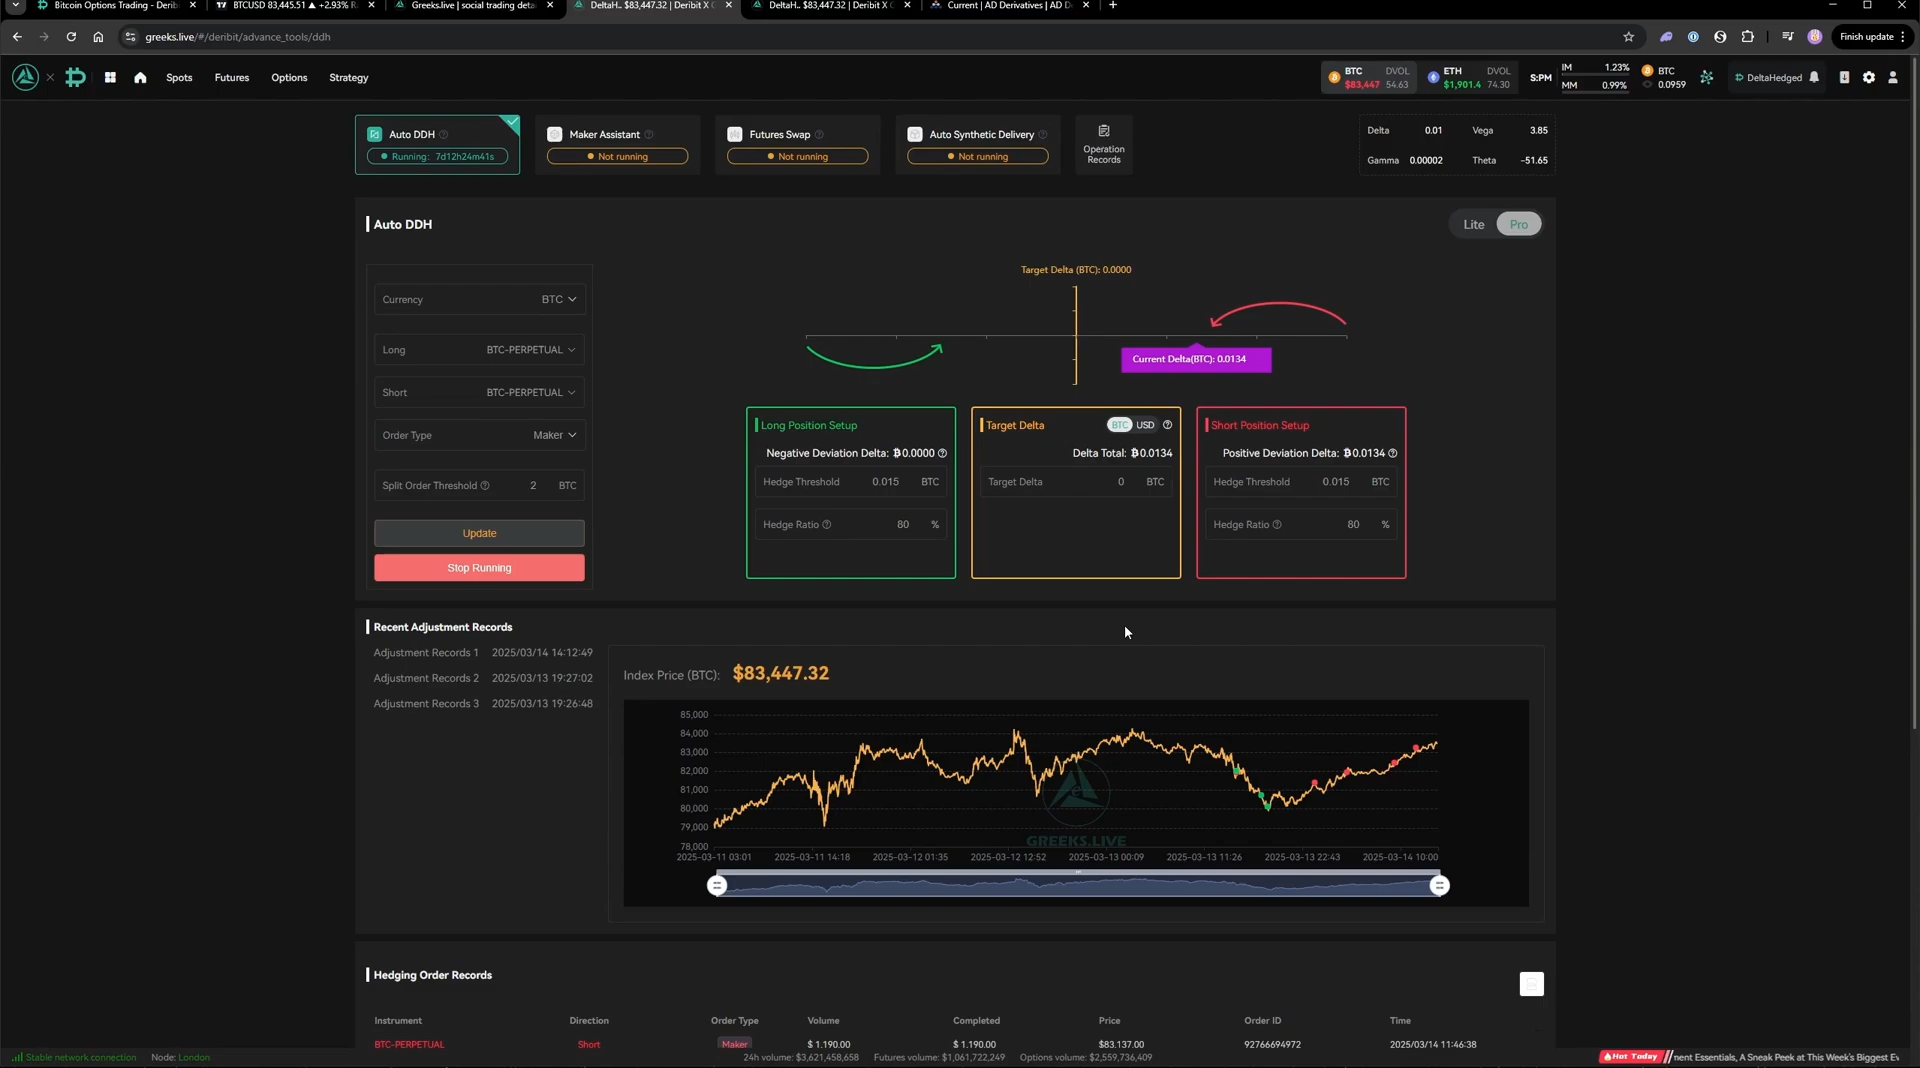 Bitcoin Options Trading - Derib
BTCUSD 83,445.51 ▲ +2.93% R
Greeks.live | social trading deta
DeltaH.. $83,447.32 | Deribit X G
DeltaH.. $83,447.32 | Deribit X G
Current | AD Derivatives | AD D
greeks.live/#/deribit/advance_tools/ddh
Finish update
Spots
Futures
Options
Strategy
BTC DVOL
$83,447 54.63
ETH DVOL
$1,901.4 74.30
S:PM
IM 1.23%
MM 0.99%
BTC
0.0959
DeltaHedged
Auto DDH
Running: 7d12h24m41s
Maker Assistant
Not running
Futures Swap
Not running
Auto Synthetic Delivery
Not running
Operation
Records
Delta 0.01 Vega 3.85
Gamma 0.00002 Theta -51.65
Auto DDH
Lite Pro
Currency BTC
Long BTC-PERPETUAL
Short BTC-PERPETUAL
Order Type Maker
Split Order Threshold 2 BTC
Update
Stop Running
Target Delta (BTC): 0.0000
Current Delta(BTC): 0.0134
Long Position Setup
Negative Deviation Delta: ₿0.0000
Hedge Threshold 0.015 BTC
Hedge Ratio 80 %
Target Delta BTC USD
Delta Total: ₿0.0134
Target Delta 0 BTC
Short Position Setup
Positive Deviation Delta: ₿0.0134
Hedge Threshold 0.015 BTC
Hedge Ratio 80 %
Recent Adjustment Records
Adjustment Records 1 2025/03/14 14:12:49
Adjustment Records 2 2025/03/13 19:27:02
Adjustment Records 3 2025/03/13 19:26:48
Index Price (BTC): $83,447.32
85,000
84,000
83,000
82,000
81,000
80,000
79,000
78,000
GREEKS.LIVE
2025-03-11 03:01 2025-03-11 14:18 2025-03-12 01:35 2025-03-12 12:52 2025-03-13 00:09 2025-03-13 11:26 2025-03-13 22:43 2025-03-14 10:00
Hedging Order Records
Instrument Direction Order Type Volume Completed Price Order ID Time
BTC-PERPETUAL Short Maker $ 1,190.00 $ 1,190.00 $83,137.00 92766694972 2025/03/14 11:46:38
Stable network connection Node: London
24h volume: $3,621,458,658 Futures volume: $1,061,722,249 Options volume: $2,559,736,409
Hot Today
ment Essentials, A Sneak Peek at This Week's Biggest Ev